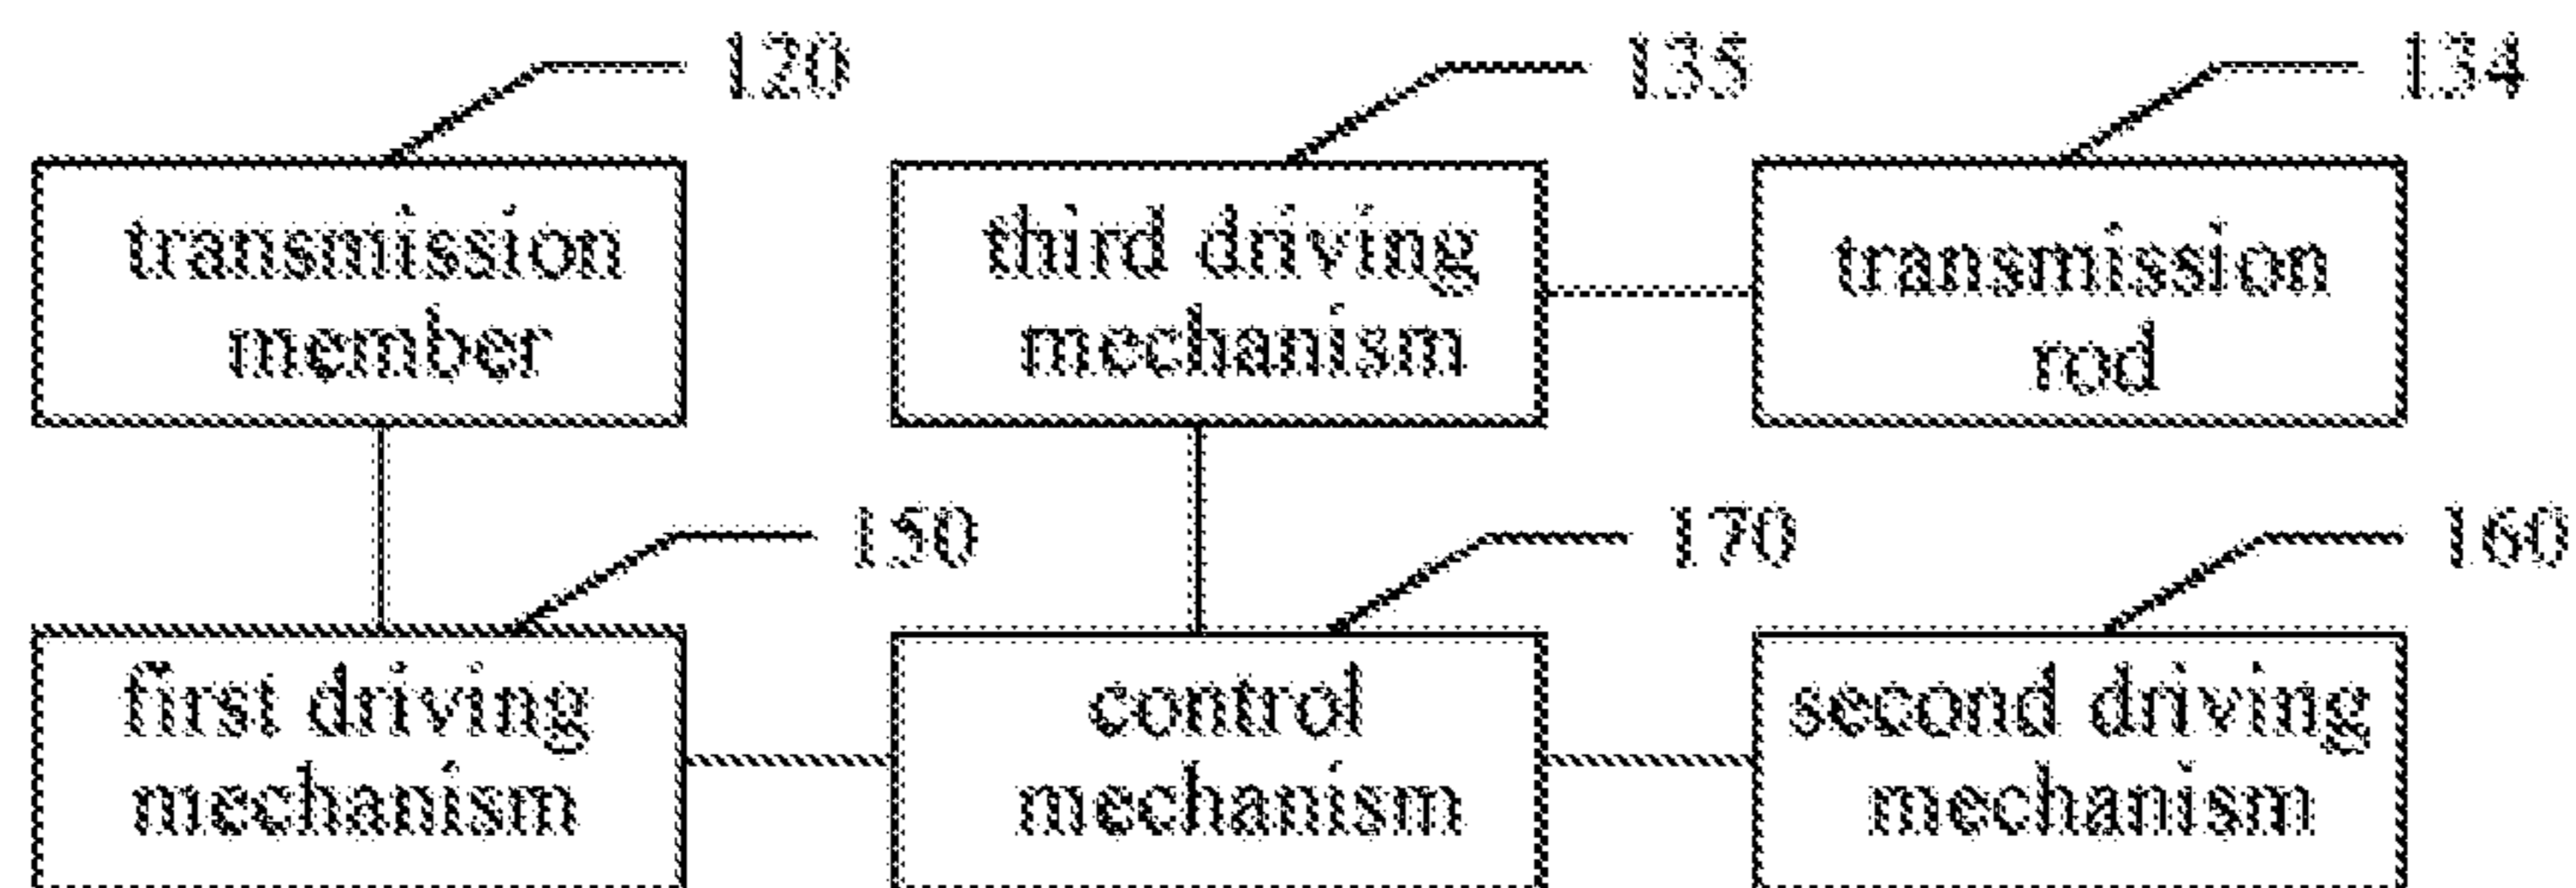 120
135
134
transmission
member
third driving
mechanism
transmission
rod
150
170
160
first driving
mechanism
control
mechanism
second driving
mechanism